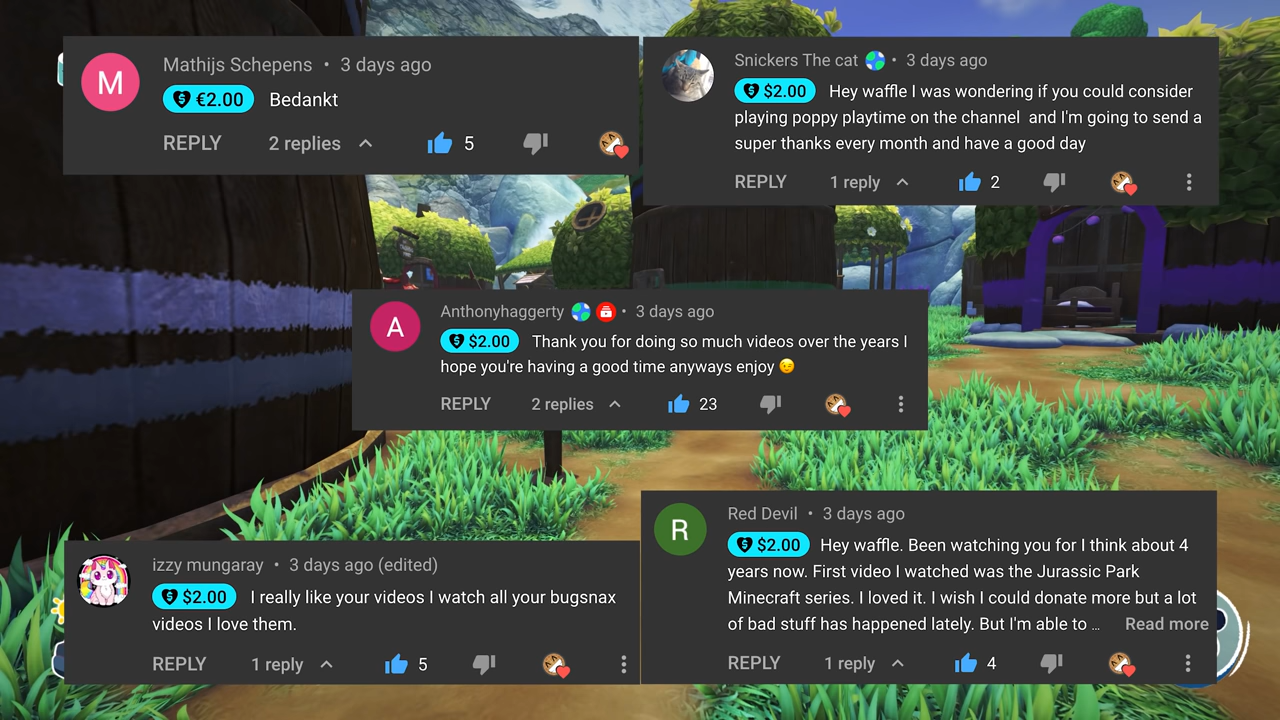 Mathijs Schepens • 3 days ago
€2.00 Bedankt
REPLY 2 replies 5
Snickers The cat • 3 days ago
$2.00 Hey waffle I was wondering if you could consider
playing poppy playtime on the channel and I'm going to send a
super thanks every month and have a good day
REPLY 1 reply 2
Anthonyhaggerty • 3 days ago
$2.00 Thank you for doing so much videos over the years I
hope you're having a good time anyways enjoy 😉
REPLY 2 replies 23
izzy mungaray • 3 days ago (edited)
$2.00 I really like your videos I watch all your bugsnax
videos I love them.
REPLY 1 reply 5
Red Devil • 3 days ago
$2.00 Hey waffle. Been watching you for I think about 4
years now. First video I watched was the Jurassic Park
Minecraft series. I loved it. I wish I could donate more but a lot
of bad stuff has happened lately. But I'm able to ... Read more
REPLY 1 reply 4
M
A
R